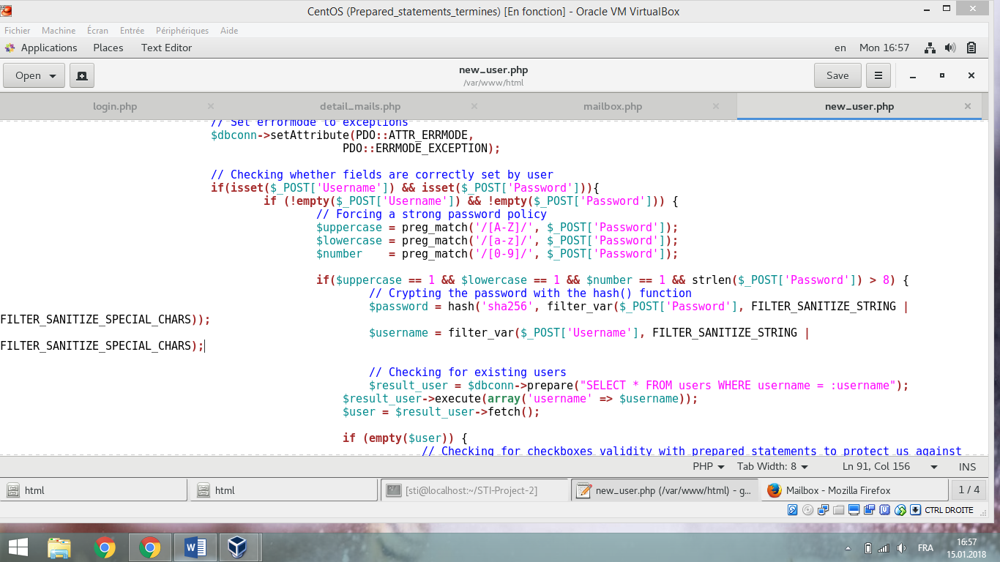 CentOS (Prepared_statements_termines) [En fonction] - Oracle VM VirtualBox
Fichier Machine Écran Entrée Périphériques Aide
Applications Places Text Editor en Mon 16:57
Open new_user.php Save
/var/www/html
login.php detail_mails.php mailbox.php new_user.php
// Set errormode to exceptions
$dbconn->setAttribute(PDO::ATTR_ERRMODE,
PDO::ERRMODE_EXCEPTION);
// Checking whether fields are correctly set by user
if(isset($_POST['Username']) && isset($_POST['Password'])){
if (!empty($_POST['Username']) && !empty($_POST['Password'])) {
// Forcing a strong password policy
$uppercase = preg_match('/[A-Z]/', $_POST['Password']);
$lowercase = preg_match('/[a-z]/', $_POST['Password']);
$number    = preg_match('/[0-9]/', $_POST['Password']);
if($uppercase == 1 && $lowercase == 1 && $number == 1 && strlen($_POST['Password']) > 8) {
// Crypting the password with the hash() function
$password = hash('sha256', filter_var($_POST['Password'], FILTER_SANITIZE_STRING |
FILTER_SANITIZE_SPECIAL_CHARS));
$username = filter_var($_POST['Username'], FILTER_SANITIZE_STRING |
FILTER_SANITIZE_SPECIAL_CHARS);
// Checking for existing users
$result_user = $dbconn->prepare("SELECT * FROM users WHERE username = :username");
$result_user->execute(array('username' => $username));
$user = $result_user->fetch();
if (empty($user)) {
// Checking for checkboxes validity with prepared statements to protect us against
PHP Tab Width: 8 Ln 91, Col 156 INS
html html [sti@localhost:~/STI-Project-2] new_user.php (/var/www/html) - g... Mailbox - Mozilla Firefox 1 / 4
CTRL DROITE
FRA 16:57
15.01.2018